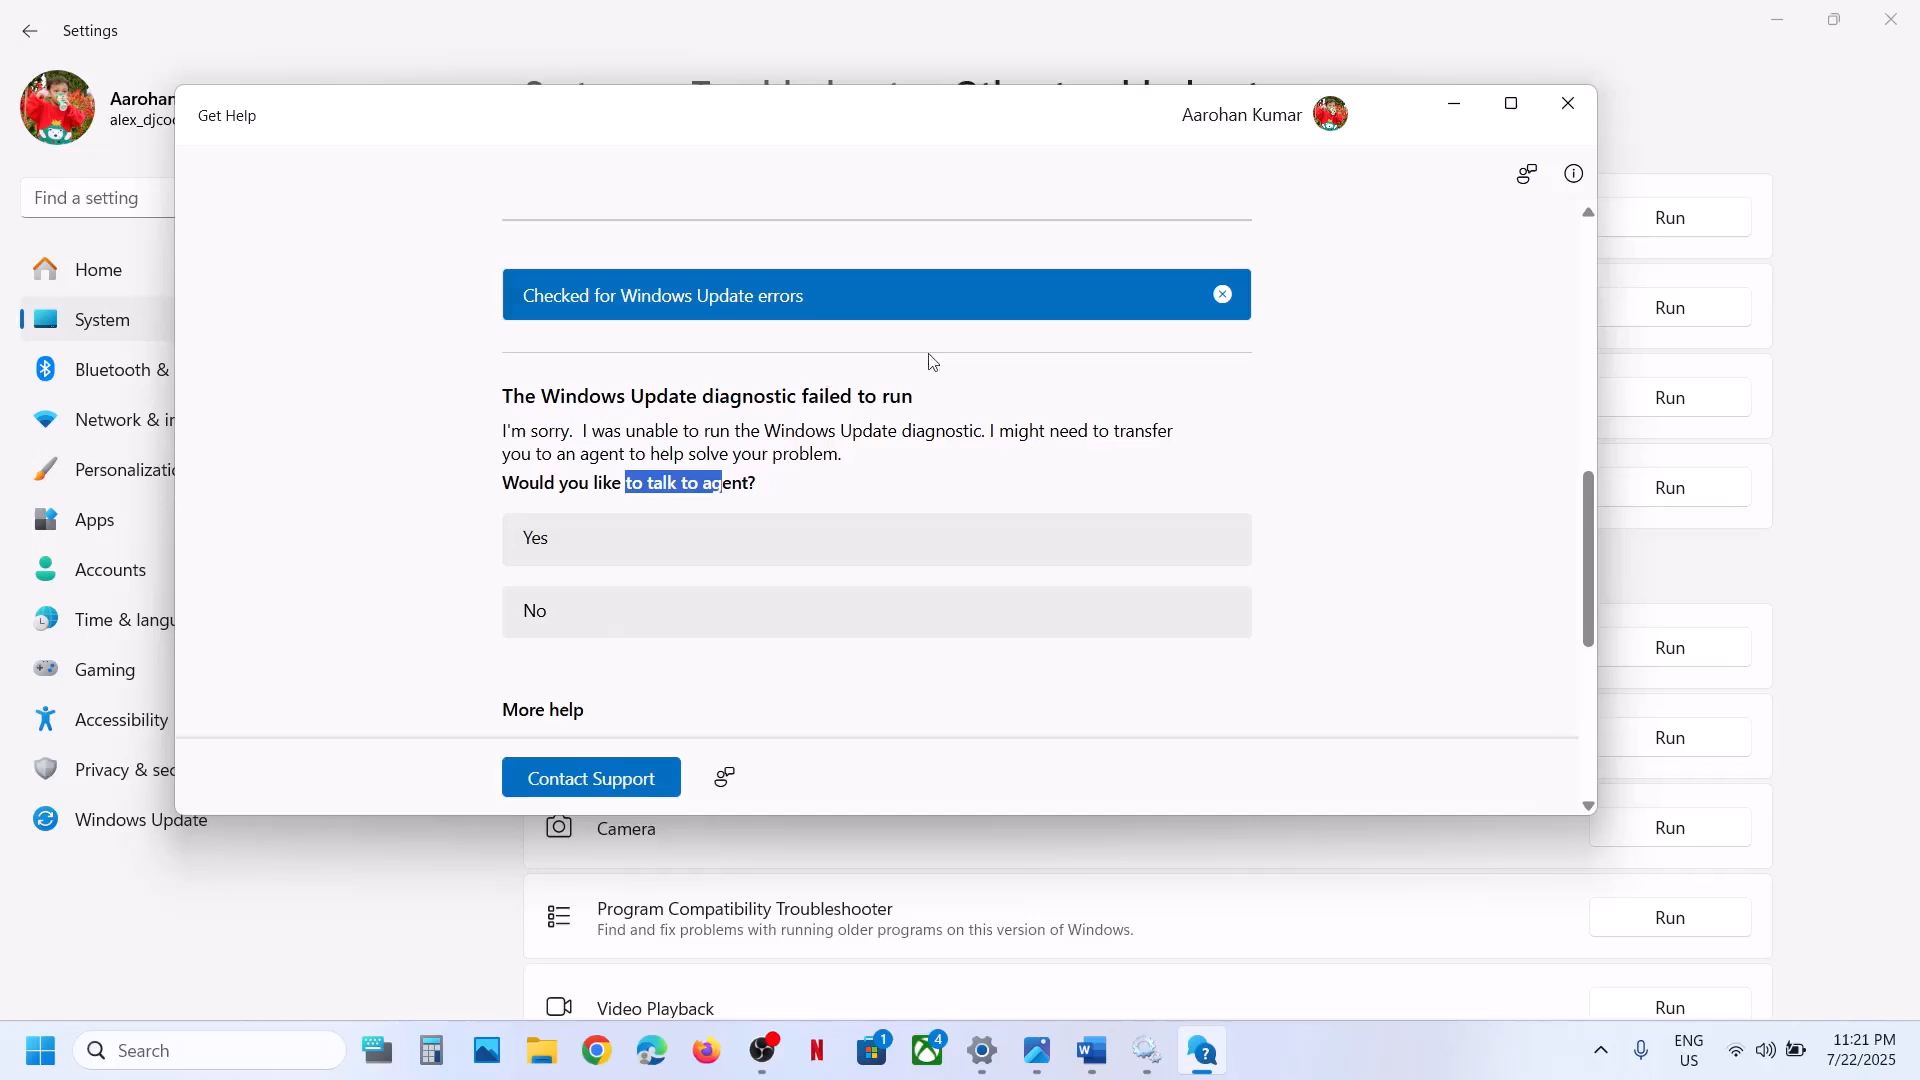 Settings
Aarohan
Get Help
Aarohan Kumar
Find a setting
Run
Home
Checked for Windows Update errors
Run
System
Bluetooth &
The Windows Update diagnostic failed to run
Run
Network & in
I'm sorry.  I was unable to run the Windows Update diagnostic. I might need to transfer
you to an agent to help solve your problem.
Would you like to talk to agent?
Run
Apps
Yes
Accounts
No
Time & langu
Run
Gaming
More help
Accessibility
Run
Privacy & sec
Contact Support
Windows Update
Camera
Run
Program Compatibility Troubleshooter
Find and fix problems with running older programs on this version of Windows.
Run
Video Playback
Run
Search
1
4
ENG
US
11:21 PM
7/22/2025